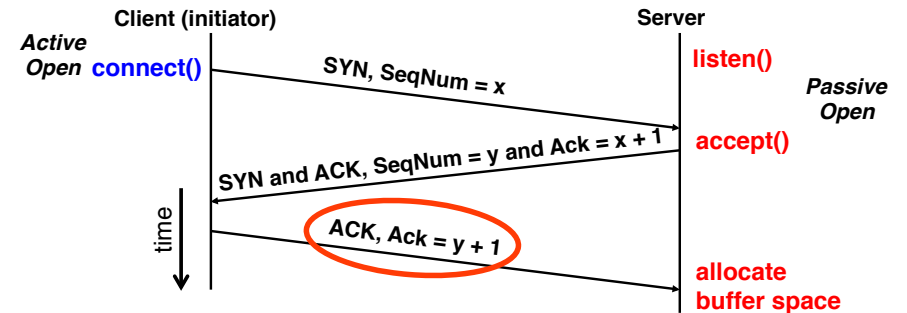 Client (initiator)
Server
Active
Open
connect()
SYN, SeqNum = x
listen()
Passive
Open
accept()
SYN and ACK, SeqNum = y and Ack = x + 1
time
ACK, Ack = y + 1
allocate
buffer space